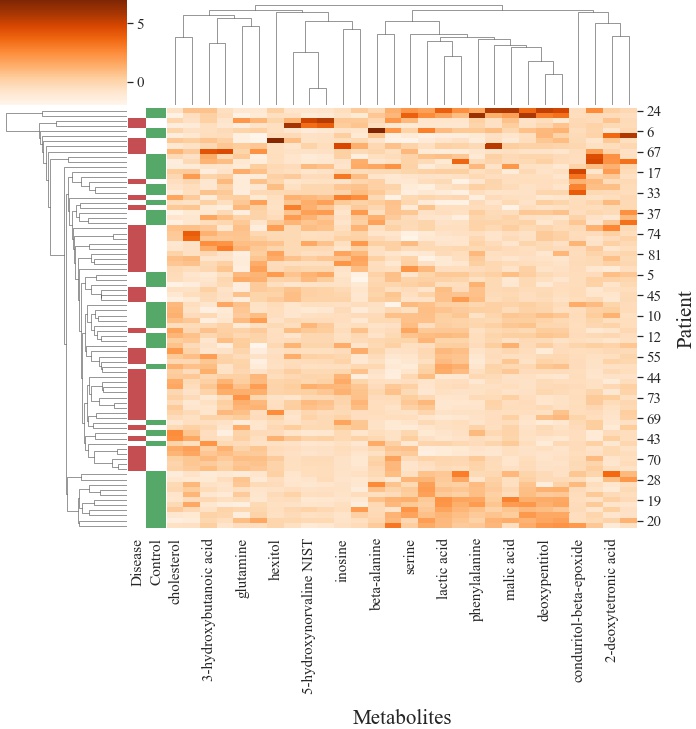 5
0
24
6
67
17
33
37
74
81
5
45
10
12
55
44
73
69
43
70
28
19
20
Patient
Disease
Control
cholesterol
3-hydroxybutanoic acid
glutamine
hexitol
5-hydroxynorvaline NIST
inosine
beta-alanine
serine
lactic acid
phenylalanine
malic acid
deoxypentitol
conduritol-beta-epoxide
2-deoxytetronic acid
Metabolites